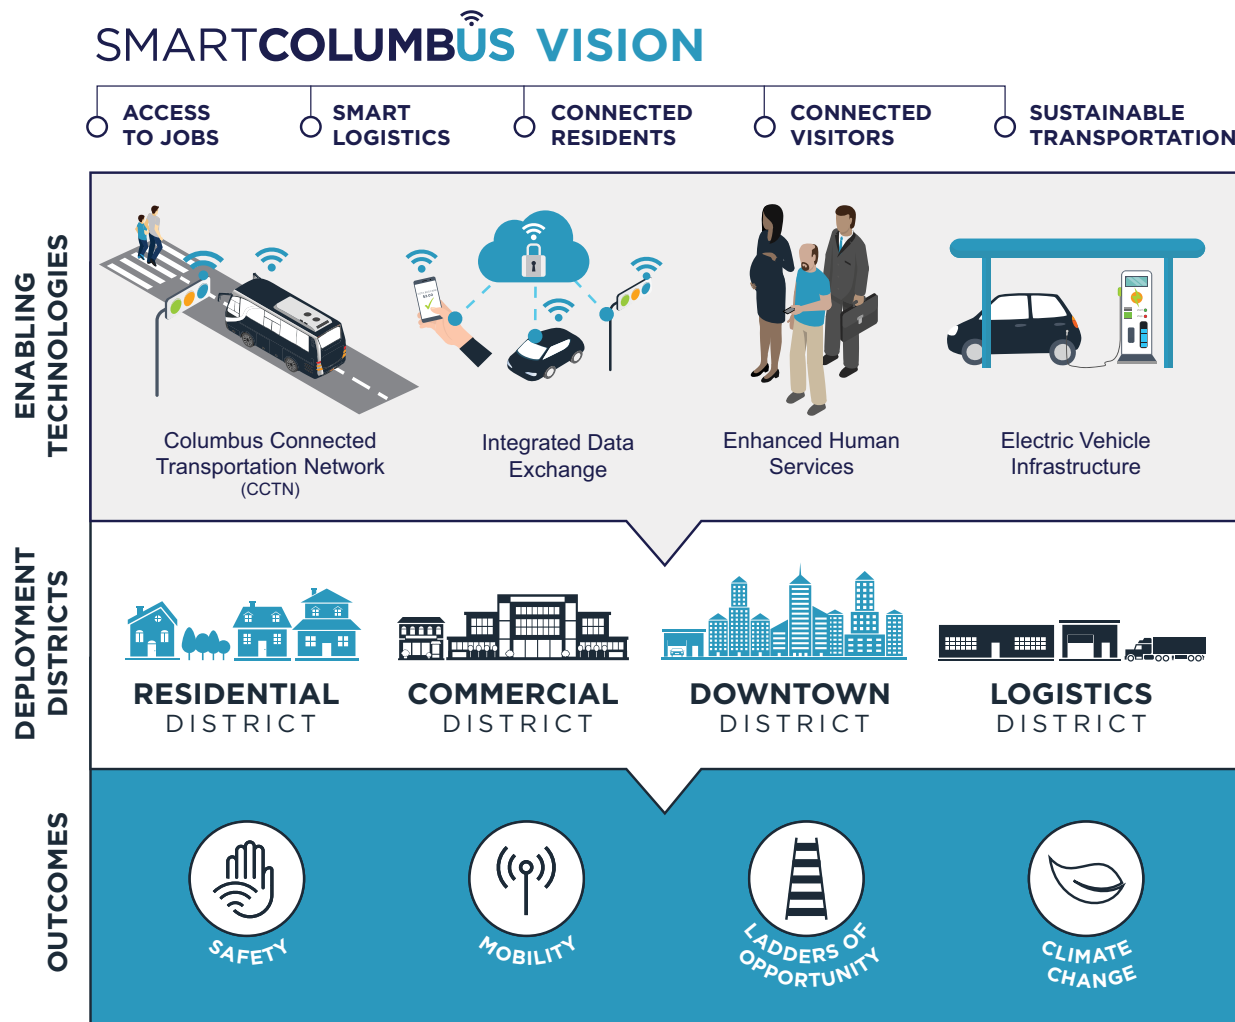 SMARTCOLUMBUS VISION
ACCESS
TO JOBS
SMART
LOGISTICS
CONNECTED
RESIDENTS
CONNECTED
VISITORS
SUSTAINABLE
TRANSPORTATION
ENABLING
TECHNOLOGIES
Columbus Connected
Transportation Network
(CCTN)
Integrated Data
Exchange
Enhanced Human
Services
Electric Vehicle
Infrastructure
DEPLOYMENT
DISTRICTS
RESIDENTIAL
DISTRICT
COMMERCIAL
DISTRICT
DOWNTOWN
DISTRICT
LOGISTICS
DISTRICT
OUTCOMES
SAFETY
MOBILITY
LADDERS OF
OPPORTUNITY
CLIMATE
CHANGE